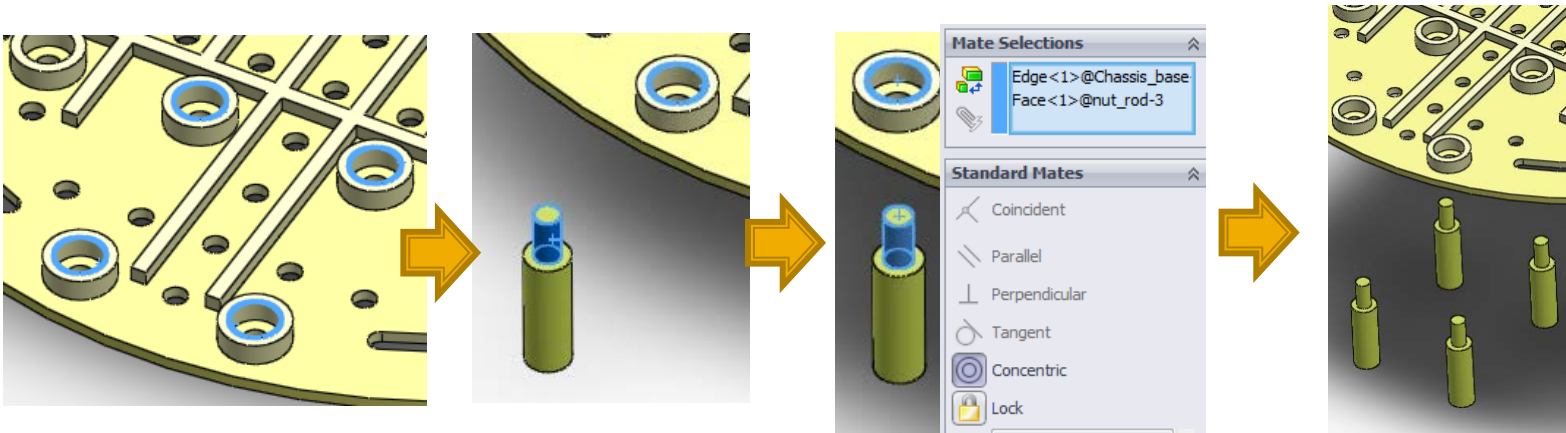 Mate Selections
Edge<1>@Chassis_base-
Face<1>@nut_rod-3
Standard Mates
Coincident
Parallel
Perpendicular
Tangent
Concentric
Lock